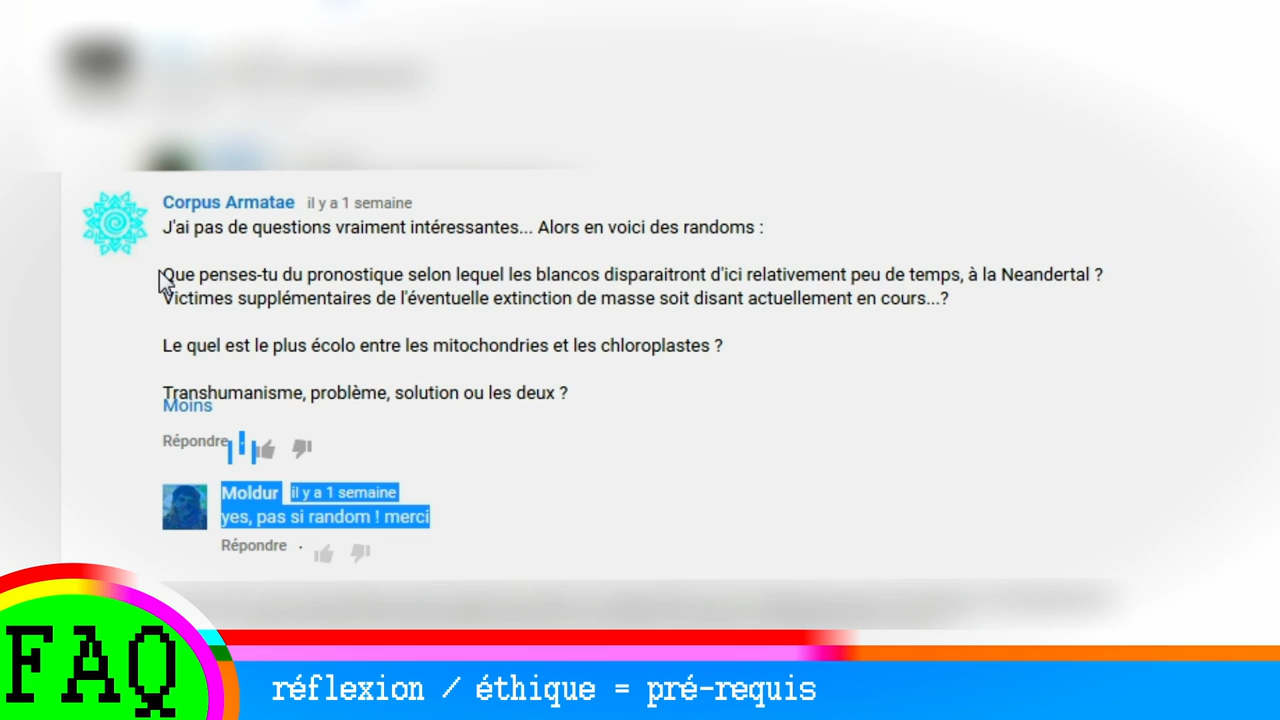 Corpus Armatae il y a 1 semaine
J'ai pas de questions vraiment intéressantes... Alors en voici des randoms :
Que penses-tu du pronostique selon lequel les blancos disparaitront d'ici relativement peu de temps, à la Neandertal ?
Victimes supplémentaires de l'éventuelle extinction de masse soit disant actuellement en cours...?
Le quel est le plus écolo entre les mitochondries et les chloroplastes ?
Transhumanisme, problème, solution ou les deux ?
Moins
Répondre
Moldur il y a 1 semaine
yes, pas si random ! merci
Répondre ·
FAQ
réflexion / éthique = pré-requis